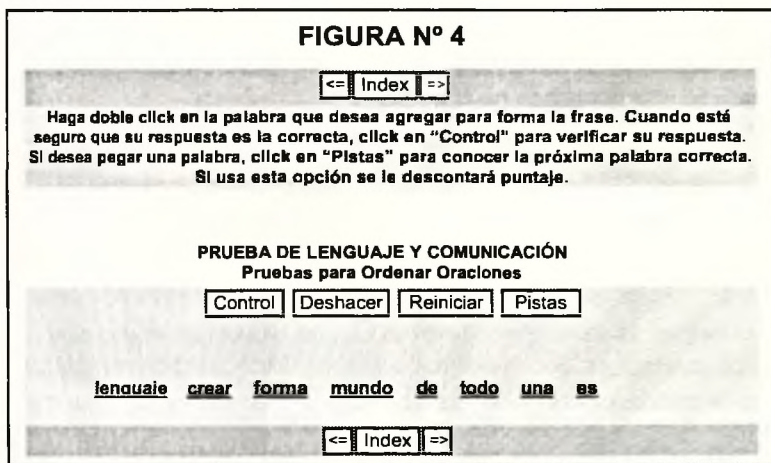 FIGURA Nº 4
<= Index =>
Haga doble click en la palabra que desea agregar para forma la frase. Cuando esté
seguro que su respuesta es la correcta, click en "Control" para verificar su respuesta.
Si desea pegar una palabra, click en "Pistas" para conocer la próxima palabra correcta.
Si usa esta opción se le descontará puntaje.
PRUEBA DE LENGUAJE Y COMUNICACIÓN
Pruebas para Ordenar Oraciones
Control Deshacer Reiniciar Pistas
lenguaje crear forma mundo de todo una es
<= Index =>